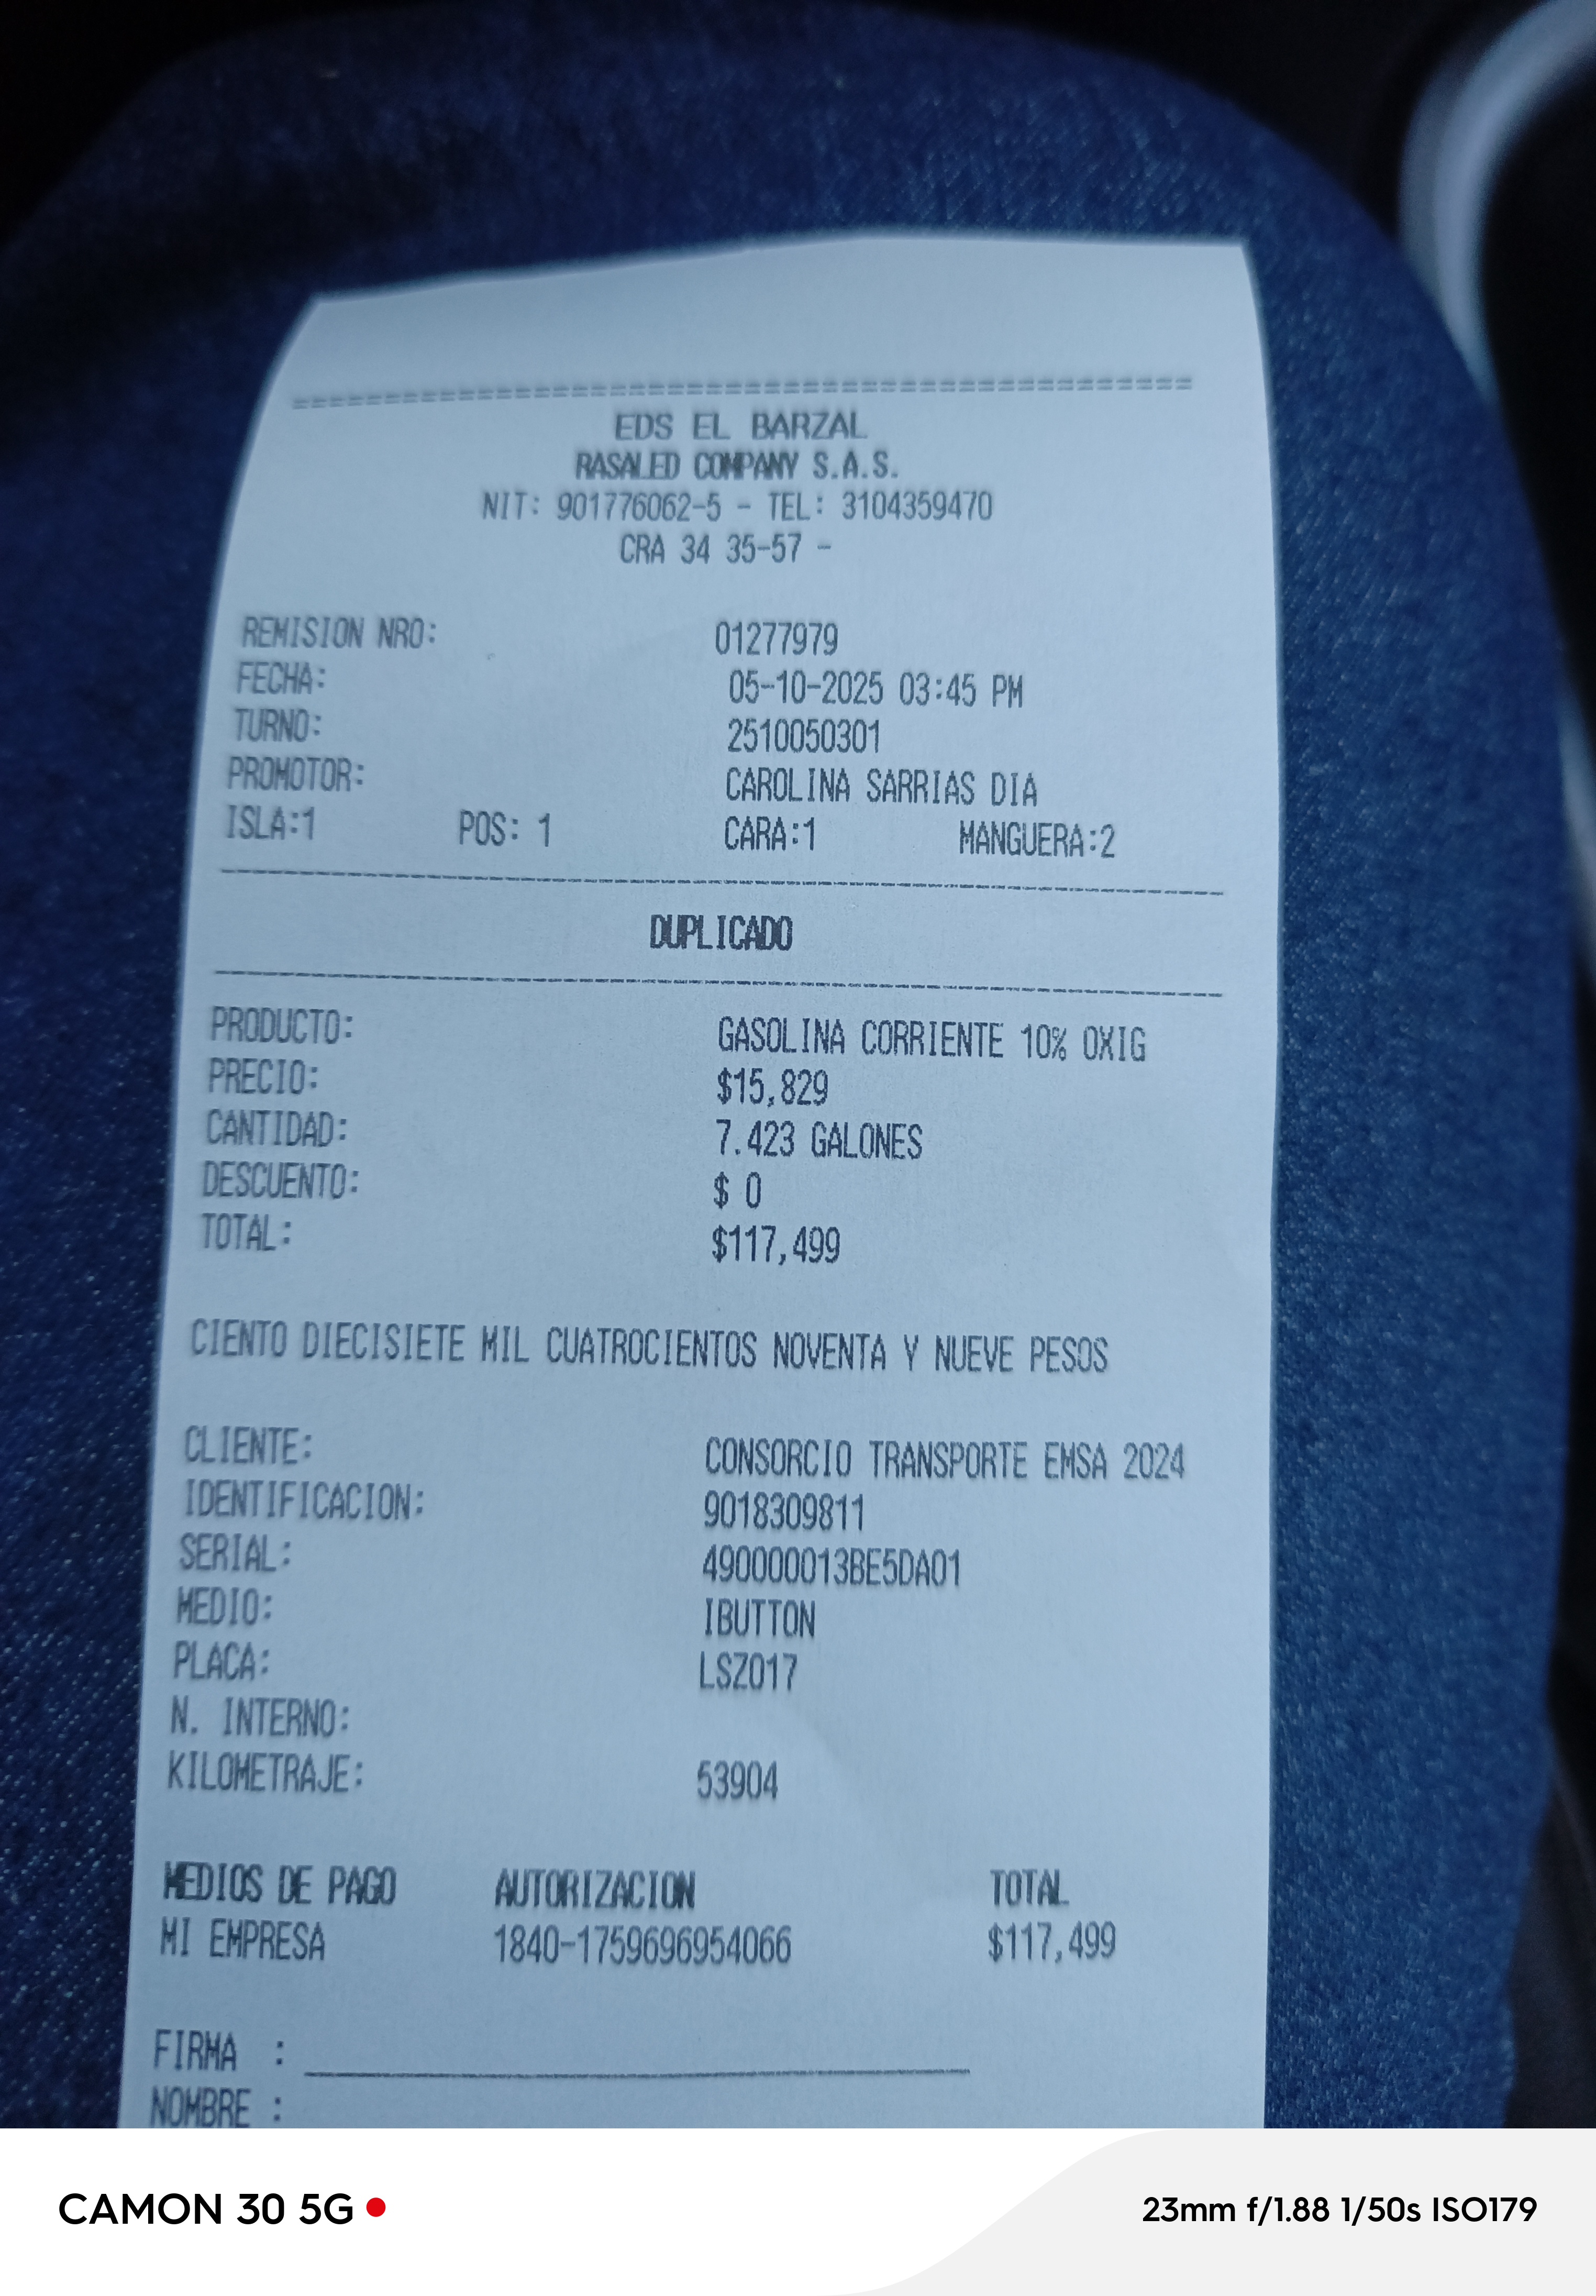 ================================================
EDS EL BARZAL
RASALED COMPANY S.A.S.
NIT: 901776062-5 - TEL: 3104359470
CRA 34 35-57 -
REMISION NRO: 01277979
FECHA: 05-10-2025 03:45 PM
TURNO: 2510050301
PROMOTOR: CAROLINA SARRIAS DIA
ISLA:1 POS: 1 CARA:1 MANGUERA:2
DUPLICADO
PRODUCTO: GASOLINA CORRIENTE 10% OXIG
PRECIO: $15,829
CANTIDAD: 7.423 GALONES
DESCUENTO: $ 0
TOTAL: $117,499
CIENTO DIECISIETE MIL CUATROCIENTOS NOVENTA Y NUEVE PESOS
CLIENTE: CONSORCIO TRANSPORTE EMSA 2024
IDENTIFICACION: 9018309811
SERIAL: 490000013BE5DA01
MEDIO: IBUTTON
PLACA: LSZ017
N. INTERNO:
KILOMETRAJE: 53904
MEDIOS DE PAGO AUTORIZACION TOTAL
MI EMPRESA 1840-1759696954066 $117,499
FIRMA : ____________________
NOMBRE :
CAMON 30 5G 23mm f/1.88 1/50s ISO179